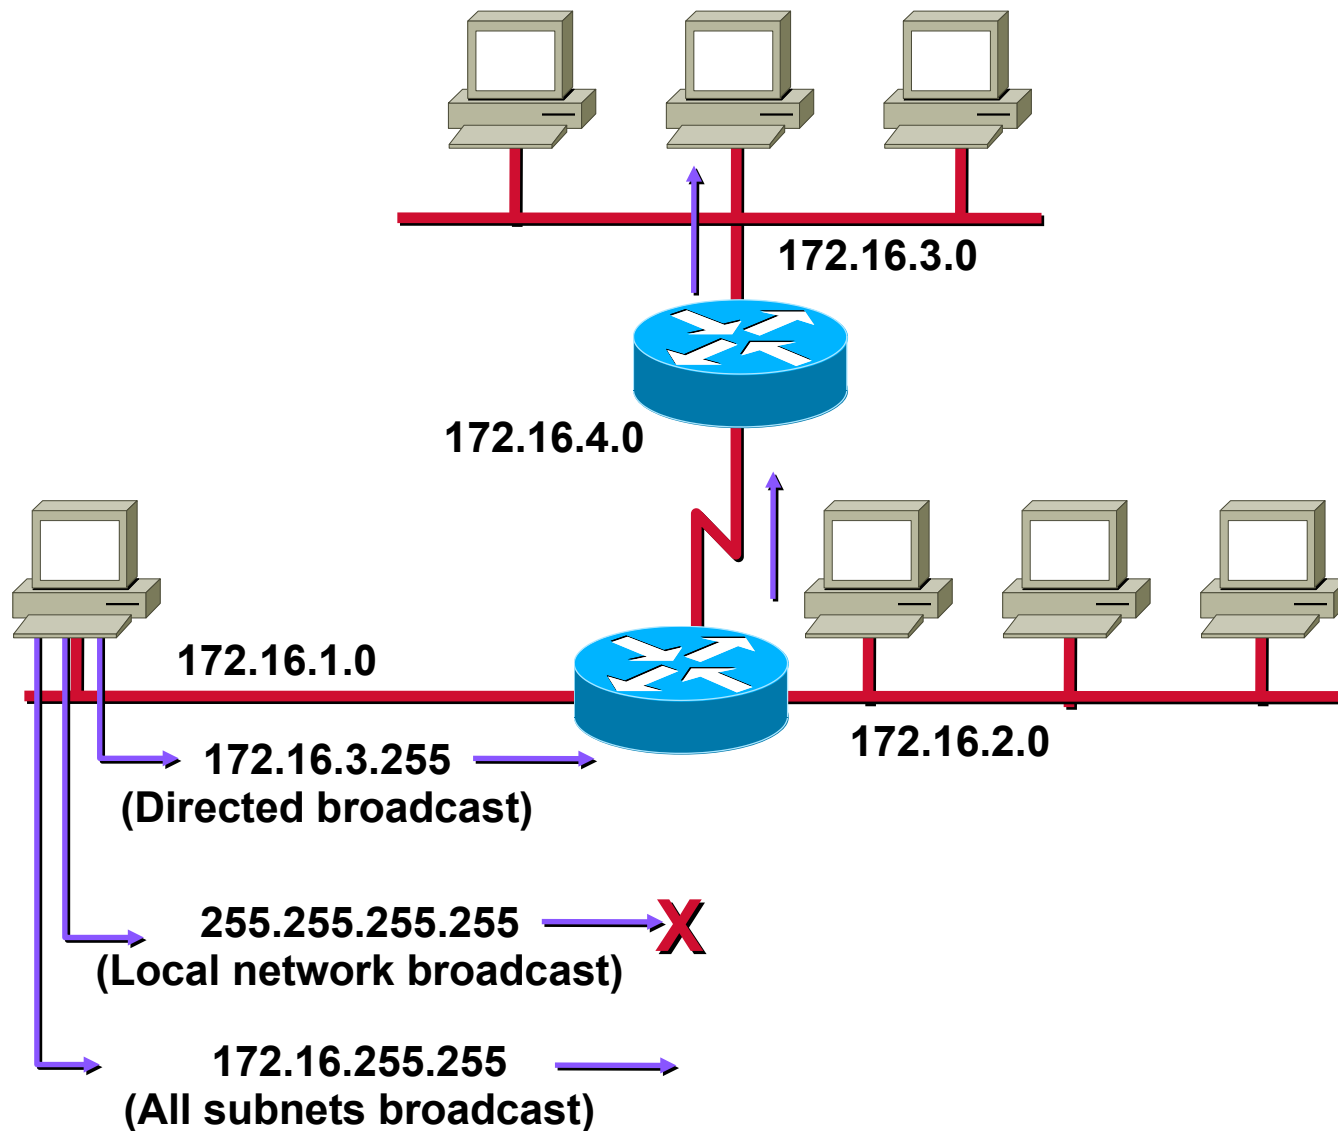 172.16.3.0
172.16.4.0
172.16.1.0
172.16.2.0
172.16.3.255
(Directed broadcast)
255.255.255.255
X
(Local network broadcast)
172.16.255.255
(All subnets broadcast)